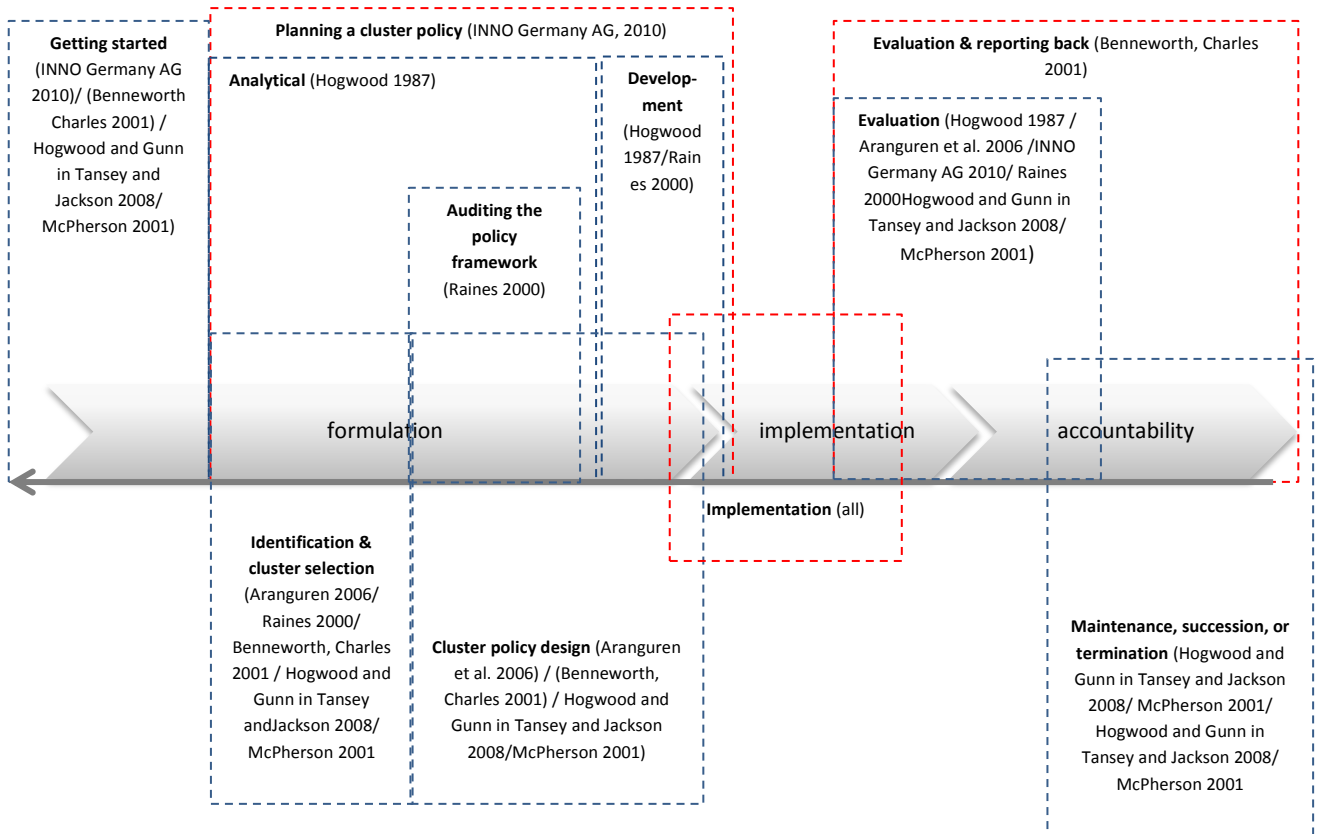 Getting started
(INNO Germany AG
2010)/ (Benneworth
Charles 2001) /
Hogwood and Gunn
in Tansey and
Jackson 2008/
McPherson 2001)
Planning a cluster policy (INNO Germany AG, 2010)
Analytical (Hogwood 1987)
Develop-
ment
(Hogwood
1987/Rain
es 2000)
Auditing the
policy
framework
(Raines 2000)
Evaluation & reporting back (Benneworth, Charles
2001)
Evaluation (Hogwood 1987 /
Aranguren et al. 2006 /INNO
Germany AG 2010/ Raines
2000Hogwood and Gunn in
Tansey and Jackson 2008/
McPherson 2001)
formulation
implementation
accountability
Implementation (all)
Identification &
cluster selection
(Aranguren 2006/
Raines 2000/
Benneworth, Charles
2001 / Hogwood and
Gunn in Tansey
andJackson 2008/
McPherson 2001
Cluster policy design (Aranguren
et al. 2006) / (Benneworth,
Charles 2001) / Hogwood and
Gunn in Tansey and Jackson
2008/McPherson 2001)
Maintenance, succession, or
termination (Hogwood and
Gunn in Tansey and Jackson
2008/ McPherson 2001/
Hogwood and Gunn in
Tansey and Jackson 2008/
McPherson 2001